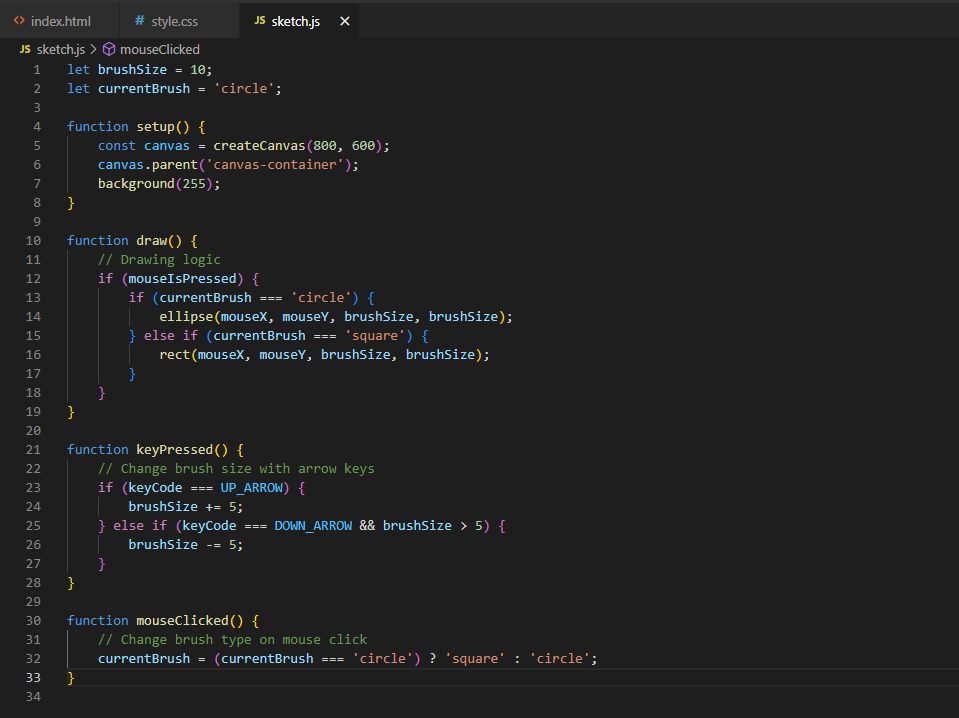 <> index.html # style.css JS sketch.js ×
JS sketch.js > mouseClicked
1 let brushSize = 10;
2 let currentBrush = 'circle';
3
4 function setup() {
5     const canvas = createCanvas(800, 600);
6     canvas.parent('canvas-container');
7     background(255);
8 }
9
10 function draw() {
11     // Drawing logic
12     if (mouseIsPressed) {
13         if (currentBrush === 'circle') {
14             ellipse(mouseX, mouseY, brushSize, brushSize);
15         } else if (currentBrush === 'square') {
16             rect(mouseX, mouseY, brushSize, brushSize);
17         }
18     }
19 }
20
21 function keyPressed() {
22     // Change brush size with arrow keys
23     if (keyCode === UP_ARROW) {
24         brushSize += 5;
25     } else if (keyCode === DOWN_ARROW && brushSize > 5) {
26         brushSize -= 5;
27     }
28 }
29
30 function mouseClicked() {
31     // Change brush type on mouse click
32     currentBrush = (currentBrush === 'circle') ? 'square' : 'circle';
33 }
34